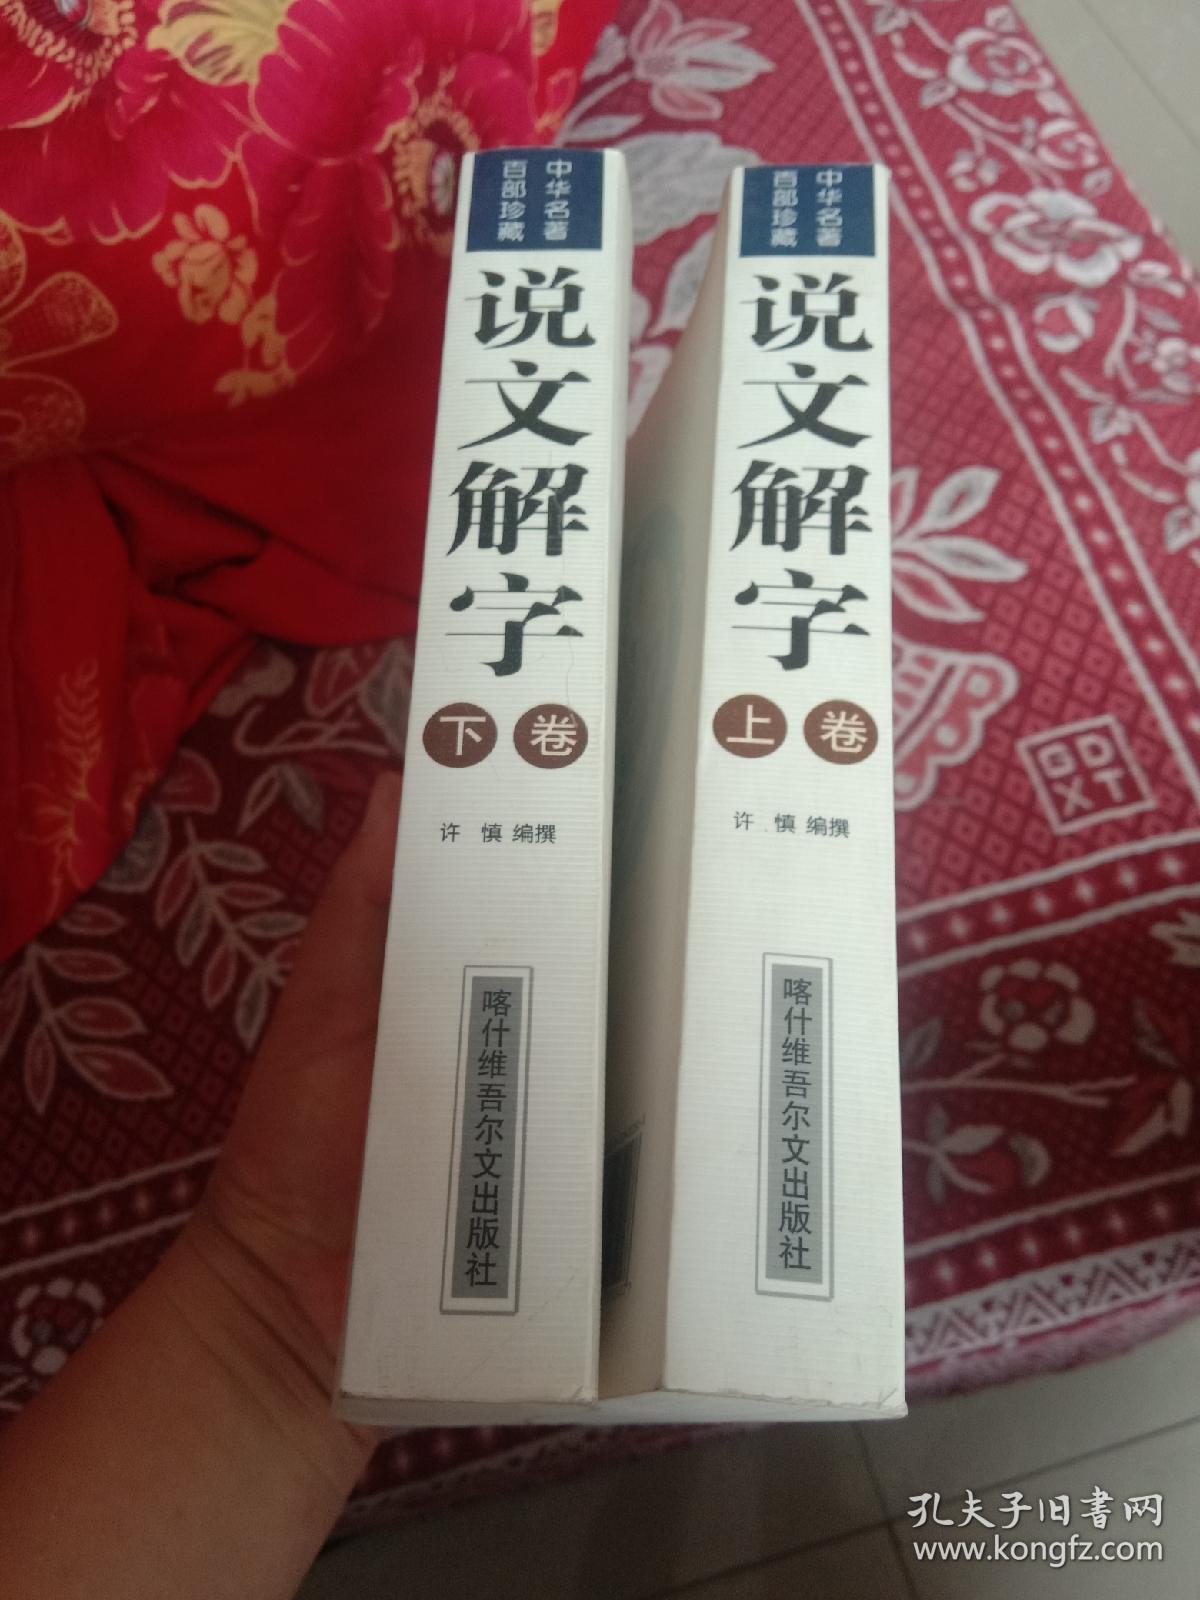 中华名著
百部珍藏
说文解字
下卷
许慎 编撰
喀什维吾尔文出版社
中华名著
百部珍藏
说文解字
上卷
许慎 编撰
喀什维吾尔文出版社
GD
XT
孔夫子旧书网
www.kongfz.com